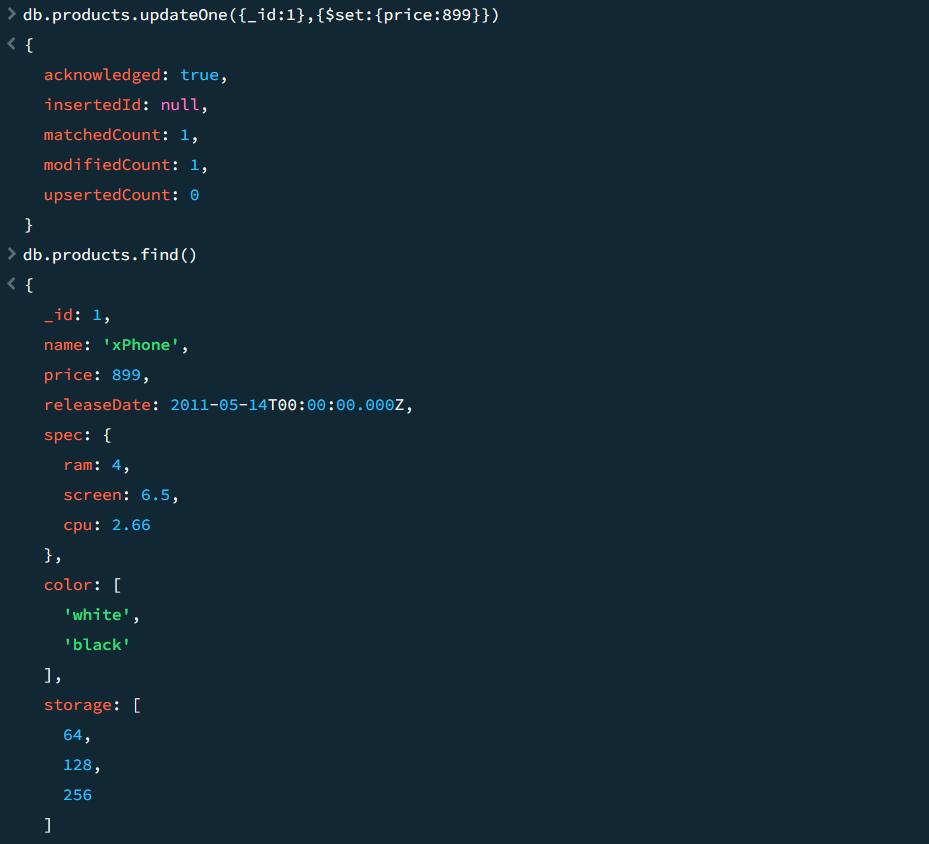 > db.products.updateOne({_id:1},{$set:{price:899}})
< {
    acknowledged: true,
    insertedId: null,
    matchedCount: 1,
    modifiedCount: 1,
    upsertedCount: 0
  }
> db.products.find()
< {
    _id: 1,
    name: 'xPhone',
    price: 899,
    releaseDate: 2011-05-14T00:00:00.000Z,
    spec: {
      ram: 4,
      screen: 6.5,
      cpu: 2.66
    },
    color: [
      'white',
      'black'
    ],
    storage: [
      64,
      128,
      256
    ]